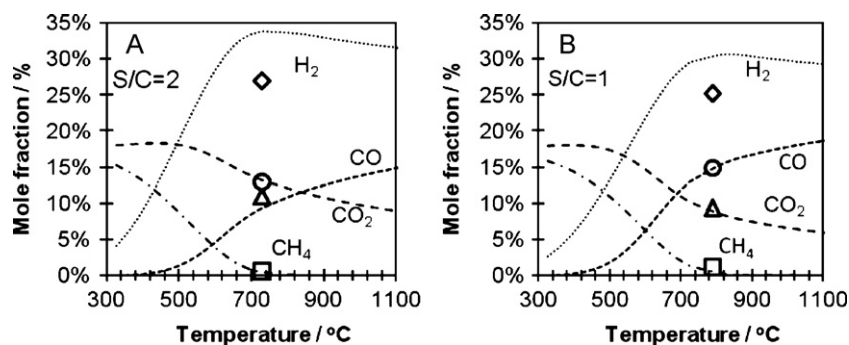 35%
30%
25%
20%
15%
10%
5%
0%
Mole fraction / %
A
S/C=2
H2
CO
CO2
CH4
300 500 700 900 1100
Temperature / ºC
35%
30%
25%
20%
15%
10%
5%
0%
Mole fraction / %
B
S/C=1
H2
CO
CO2
CH4
300 500 700 900 1100
Temperature / ºC